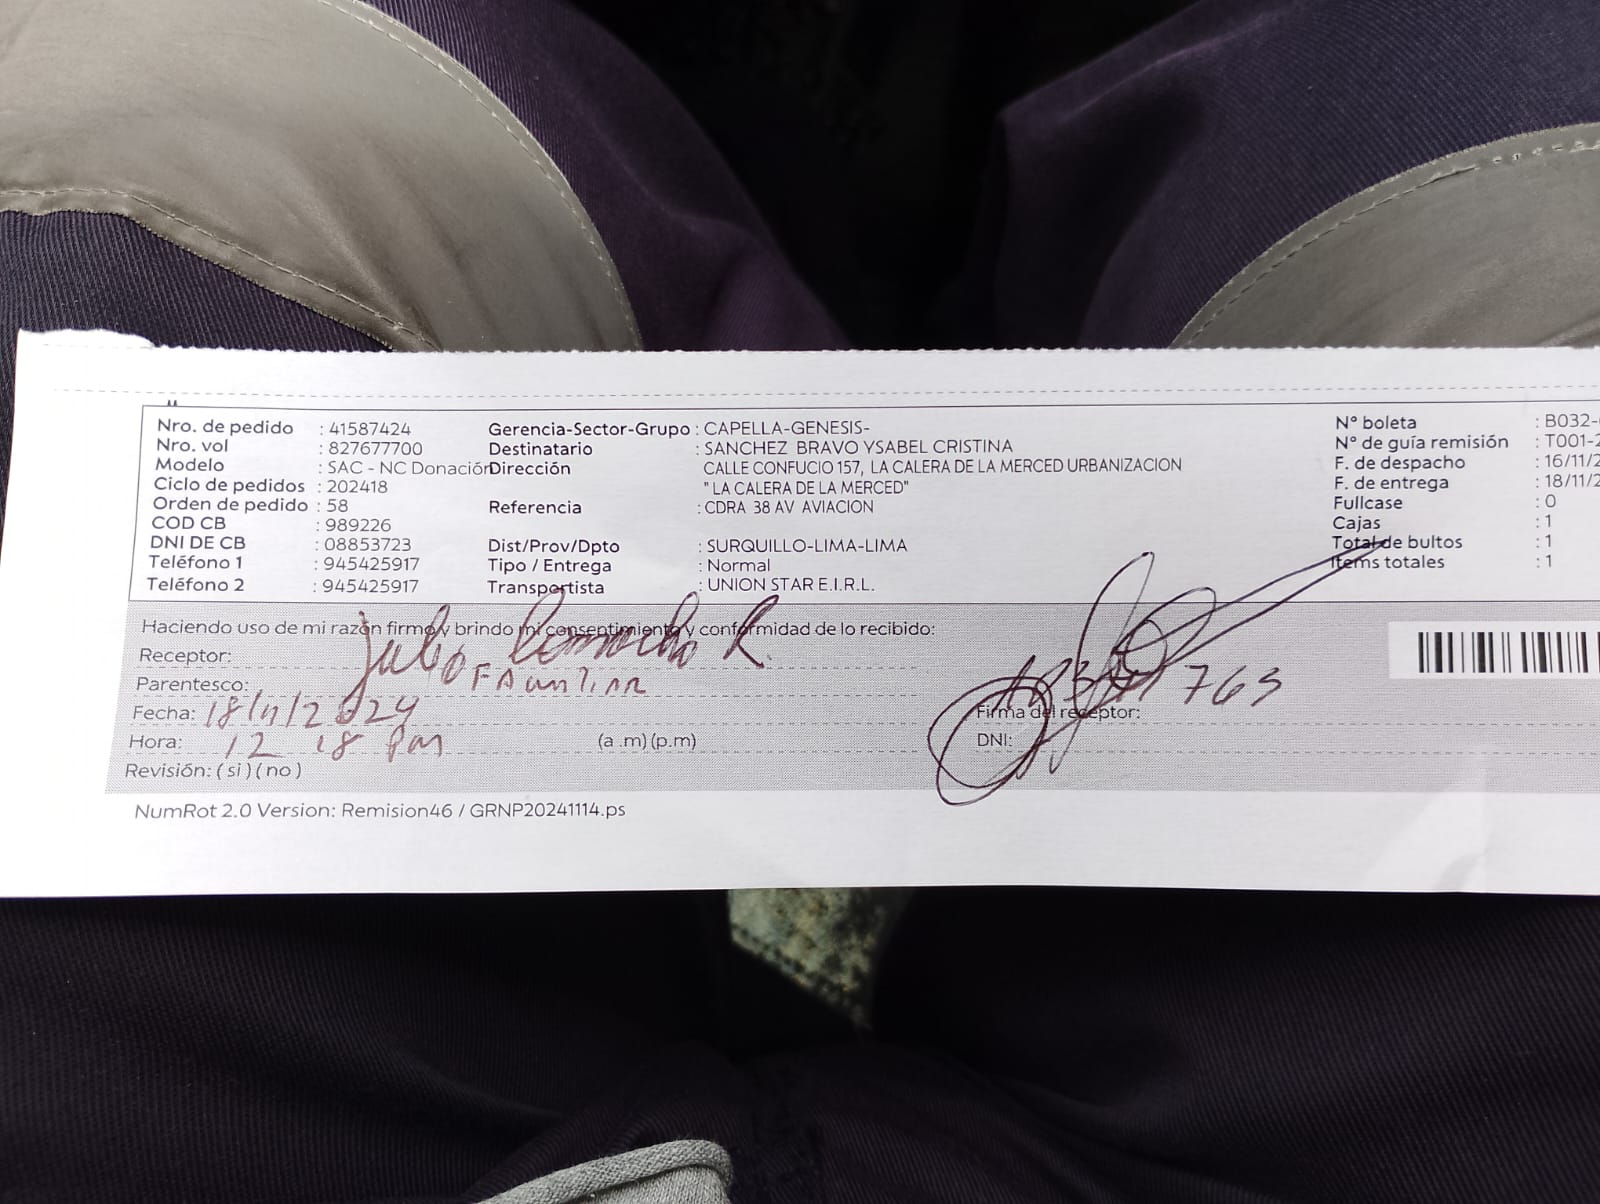 Nro. de pedido : 41587424 Gerencia-Sector-Grupo : CAPELLA-GENESIS- N° boleta : B032-
Nro. vol : 827677700 Destinatario : SANCHEZ BRAVO YSABEL CRISTINA N° de guía remisión : T001-2
Modelo : SAC - NC Donación Dirección CALLE CONFUCIO 157, LA CALERA DE LA MERCED URBANIZACION F. de despacho : 16/11/2
Ciclo de pedidos : 202418 "LA CALERA DE LA MERCED" F. de entrega : 18/11/2
Orden de pedido : 58 Referencia : CDRA 38 AV AVIACION Fullcase : 0
COD CB : 989226 Cajas : 1
DNI DE CB : 08853723 Dist/Prov/Dpto : SURQUILLO-LIMA-LIMA Total de bultos : 1
Teléfono 1 : 945425917 Tipo / Entrega : Normal Items totales : 1
Teléfono 2 : 945425917 Transportista : UNION STAR E.I.R.L.
Haciendo uso de mi razón firmo y brindo mi consentimiento y conformidad de lo recibido:
Receptor: Julio Camacho R.
Parentesco: FAmiliAR
Fecha: 18/11/2024 Firma del receptor:
Hora: 12 18 pm (a .m)(p.m) DNI: 765
Revisión: ( si ) ( no )
NumRot 2.0 Version: Remision46 / GRNP20241114.ps